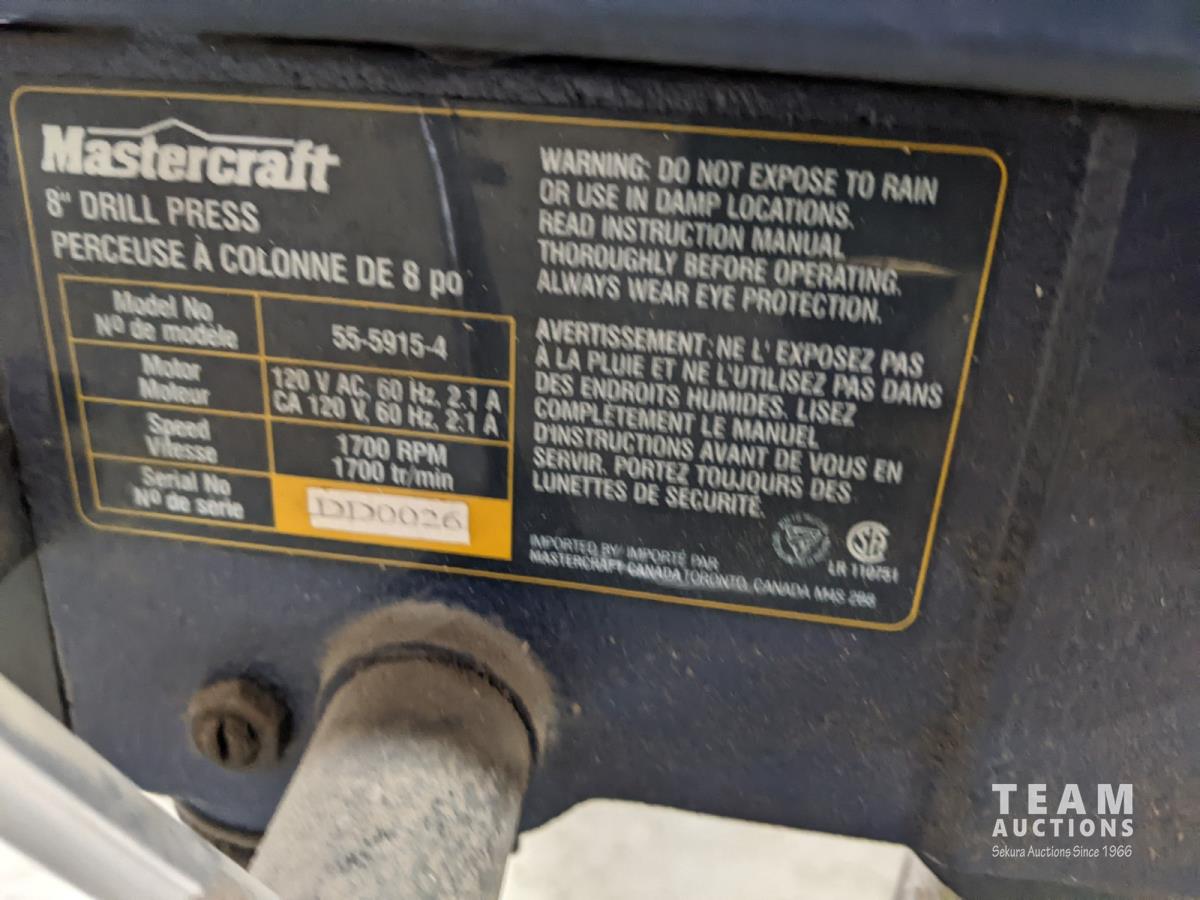 Mastercraft
8" DRILL PRESS
PERCEUSE À COLONNE DE 8 po
Model No
Nº de modèle
55-5915-4
Motor
Moteur
120 V AC, 60 Hz, 2.1 A
CA 120 V, 60 Hz, 2.1 A
Speed
Vitesse
1700 RPM
1700 tr/min
Serial No
Nº de série
DD0026
WARNING: DO NOT EXPOSE TO RAIN
OR USE IN DAMP LOCATIONS.
READ INSTRUCTION MANUAL
THOROUGHLY BEFORE OPERATING.
ALWAYS WEAR EYE PROTECTION.
AVERTISSEMENT: NE L' EXPOSEZ PAS
À LA PLUIE ET NE L'UTILISEZ PAS DANS
DES ENDROITS HUMIDES. LISEZ
COMPLÈTEMENT LE MANUEL
D'INSTRUCTIONS AVANT DE VOUS EN
SERVIR. PORTEZ TOUJOURS DES
LUNETTES DE SÉCURITÉ.
LR 110751
IMPORTED BY/ IMPORTÉ PAR
MASTERCRAFT CANADA TORONTO, CANADA M4S 2B8
TEAM
AUCTIONS
Sekura Auctions Since 1966